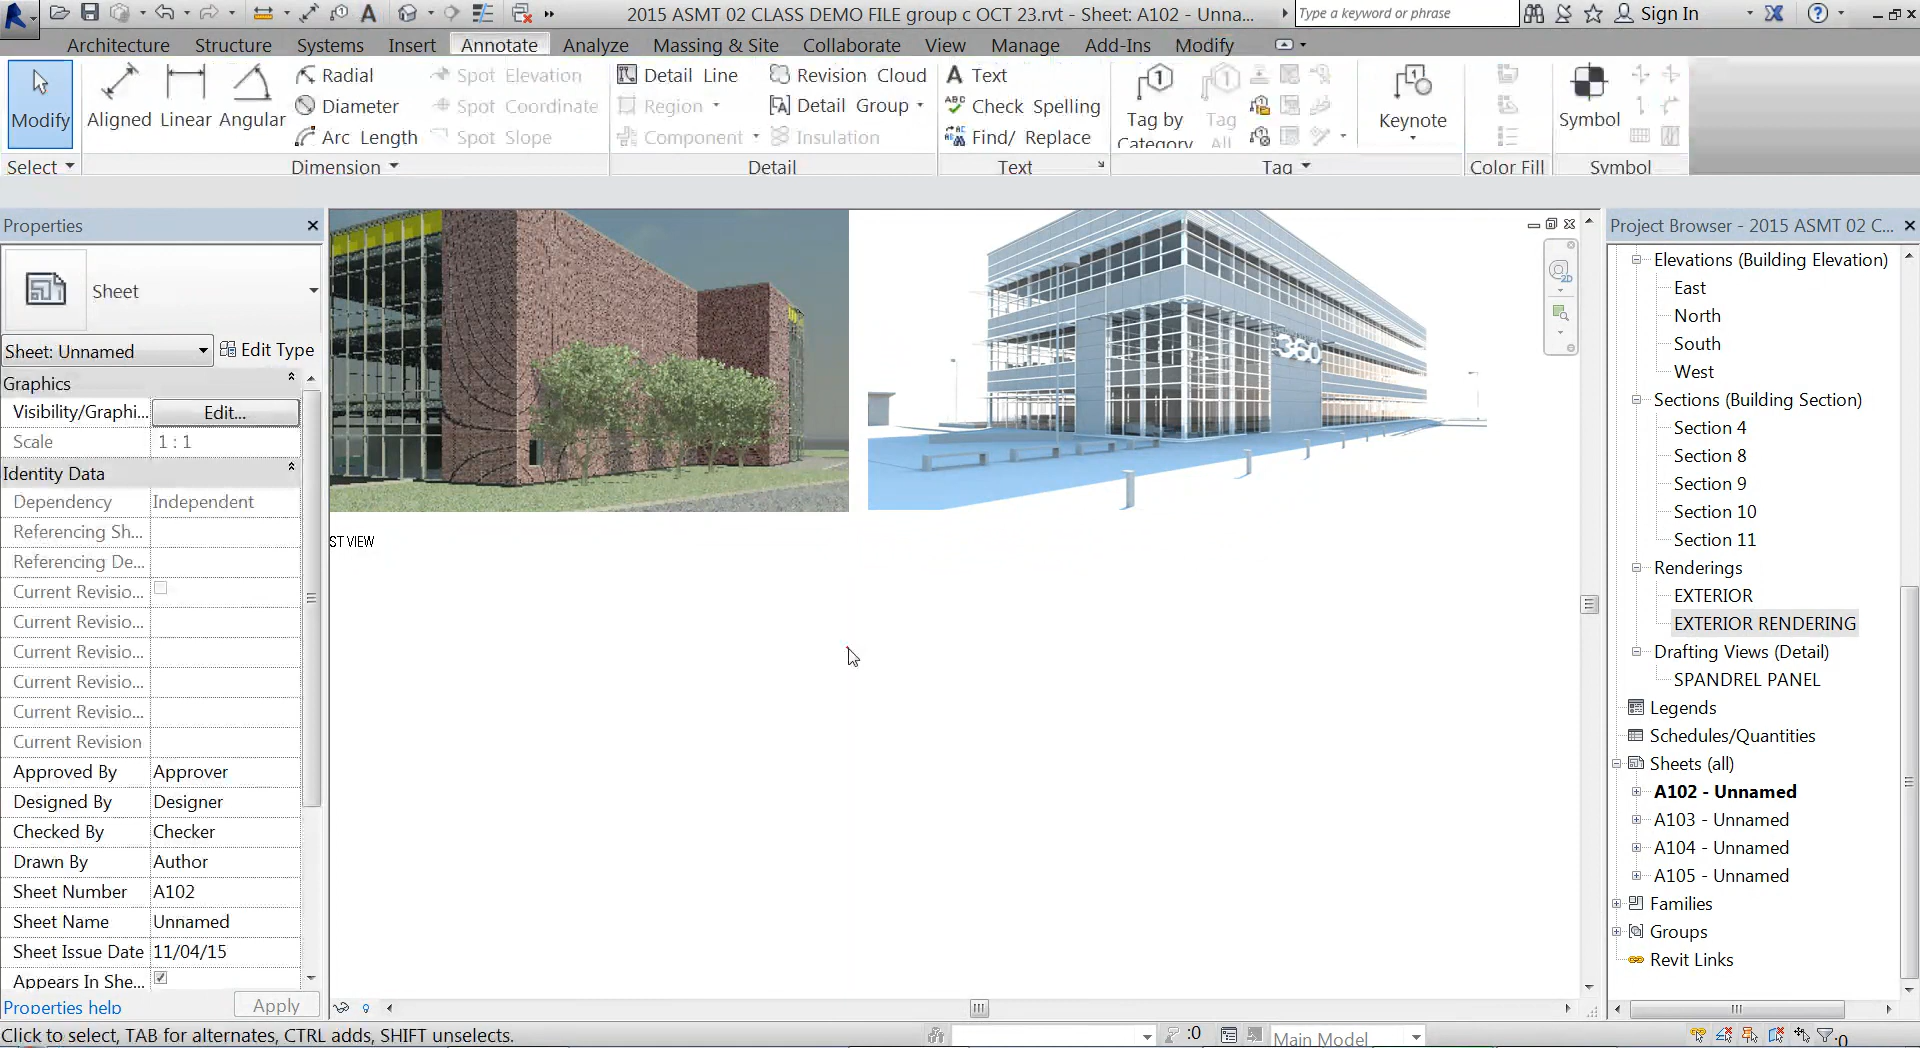 2015 ASMT 02 CLASS DEMO FILE group c OCT 23.rvt - Sheet: A102 - Unna...
Type a keyword or phrase
Sign In
Architecture Structure Systems Insert Annotate Analyze Massing & Site Collaborate View Manage Add-Ins Modify
Modify
Aligned Linear Angular
Radial
Diameter
Arc Length
Spot Elevation
Spot Coordinate
Spot Slope
Detail Line
Region
Component
Revision Cloud
Detail Group
Insulation
Text
Check Spelling
Find/ Replace
Tag by Category
Tag All
Keynote
Symbol
Select Dimension Detail Text Tag Color Fill Symbol
Properties
Sheet
Sheet: Unnamed
Edit Type
Graphics
Visibility/Graphi... Edit...
Scale 1 : 1
Identity Data
Dependency Independent
Referencing Sh...
Referencing De...
Current Revisio...
Current Revisio...
Current Revisio...
Current Revisio...
Current Revisio...
Current Revision
Approved By Approver
Designed By Designer
Checked By Checker
Drawn By Author
Sheet Number A102
Sheet Name Unnamed
Sheet Issue Date 11/04/15
Appears In She...
Properties help Apply
360
ST VIEW
2D
Project Browser - 2015 ASMT 02 C...
Elevations (Building Elevation)
East
North
South
West
Sections (Building Section)
Section 4
Section 8
Section 9
Section 10
Section 11
Renderings
EXTERIOR
EXTERIOR RENDERING
Drafting Views (Detail)
SPANDREL PANEL
Legends
Schedules/Quantities
Sheets (all)
A102 - Unnamed
A103 - Unnamed
A104 - Unnamed
A105 - Unnamed
Families
Groups
Revit Links
Click to select, TAB for alternates, CTRL adds, SHIFT unselects.
:0
Main Model
:0